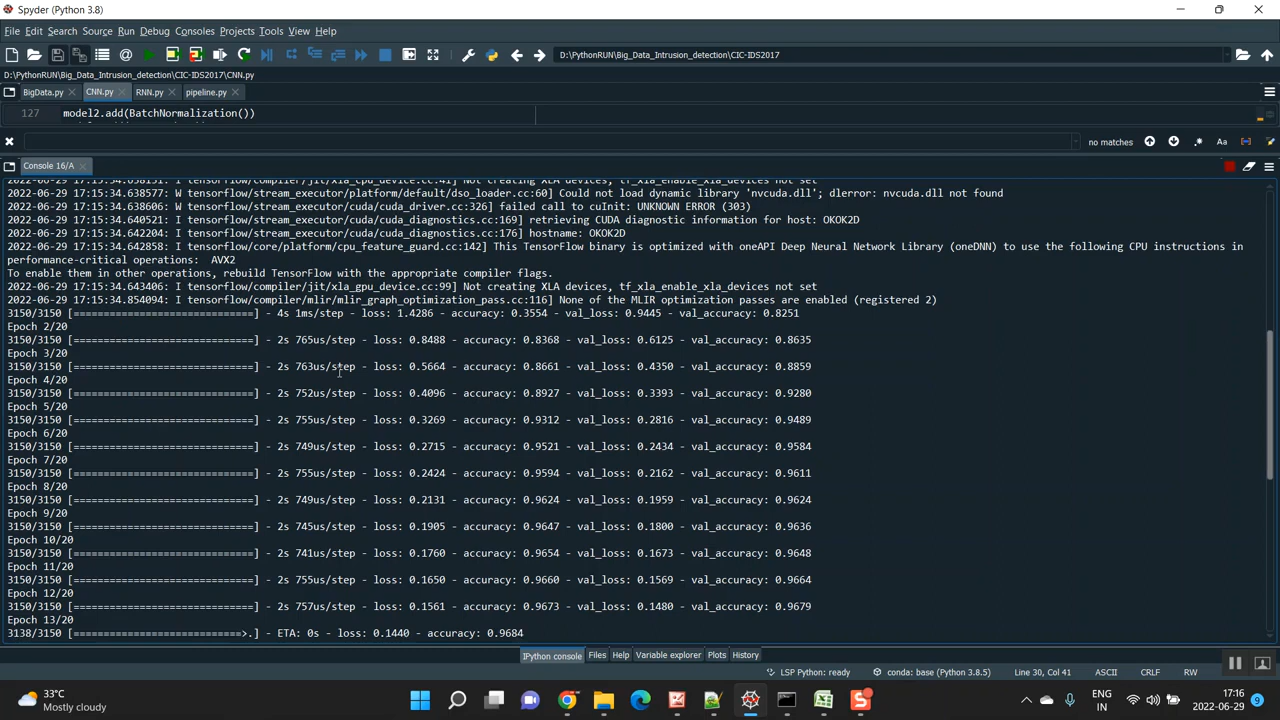 Spyder (Python 3.8)
File Edit Search Source Run Debug Consoles Projects Tools View Help
D:\PythonRUN\Big_Data_Intrusion_detection\CIC-IDS2017
D:\PythonRUN\Big_Data_Intrusion_detection\CIC-IDS2017\CNN.py
BigData.py CNN.py RNN.py pipeline.py
127 model2.add(BatchNormalization())
no matches Aa
Console 16/A
2022-06-29 17:15:34.638577: W tensorflow/stream_executor/platform/default/dso_loader.cc:60] Could not load dynamic library 'nvcuda.dll'; dlerror: nvcuda.dll not found
2022-06-29 17:15:34.638606: W tensorflow/stream_executor/cuda/cuda_driver.cc:326] failed call to cuInit: UNKNOWN ERROR (303)
2022-06-29 17:15:34.640521: I tensorflow/stream_executor/cuda/cuda_diagnostics.cc:169] retrieving CUDA diagnostic information for host: OKOK2D
2022-06-29 17:15:34.642204: I tensorflow/stream_executor/cuda/cuda_diagnostics.cc:176] hostname: OKOK2D
2022-06-29 17:15:34.642858: I tensorflow/core/platform/cpu_feature_guard.cc:142] This TensorFlow binary is optimized with oneAPI Deep Neural Network Library (oneDNN) to use the following CPU instructions in
performance-critical operations:  AVX2
To enable them in other operations, rebuild TensorFlow with the appropriate compiler flags.
2022-06-29 17:15:34.643406: I tensorflow/compiler/jit/xla_gpu_device.cc:99] Not creating XLA devices, tf_xla_enable_xla_devices not set
2022-06-29 17:15:34.854094: I tensorflow/compiler/mlir/mlir_graph_optimization_pass.cc:116] None of the MLIR optimization passes are enabled (registered 2)
3150/3150 [==============================] - 4s 1ms/step - loss: 1.4286 - accuracy: 0.3554 - val_loss: 0.9445 - val_accuracy: 0.8251
Epoch 2/20
3150/3150 [==============================] - 2s 765us/step - loss: 0.8488 - accuracy: 0.8368 - val_loss: 0.6125 - val_accuracy: 0.8635
Epoch 3/20
3150/3150 [==============================] - 2s 763us/step - loss: 0.5664 - accuracy: 0.8661 - val_loss: 0.4350 - val_accuracy: 0.8859
Epoch 4/20
3150/3150 [==============================] - 2s 752us/step - loss: 0.4096 - accuracy: 0.8927 - val_loss: 0.3393 - val_accuracy: 0.9280
Epoch 5/20
3150/3150 [==============================] - 2s 755us/step - loss: 0.3269 - accuracy: 0.9312 - val_loss: 0.2816 - val_accuracy: 0.9489
Epoch 6/20
3150/3150 [==============================] - 2s 749us/step - loss: 0.2715 - accuracy: 0.9521 - val_loss: 0.2434 - val_accuracy: 0.9584
Epoch 7/20
3150/3150 [==============================] - 2s 755us/step - loss: 0.2424 - accuracy: 0.9594 - val_loss: 0.2162 - val_accuracy: 0.9611
Epoch 8/20
3150/3150 [==============================] - 2s 749us/step - loss: 0.2131 - accuracy: 0.9624 - val_loss: 0.1959 - val_accuracy: 0.9624
Epoch 9/20
3150/3150 [==============================] - 2s 745us/step - loss: 0.1905 - accuracy: 0.9647 - val_loss: 0.1800 - val_accuracy: 0.9636
Epoch 10/20
3150/3150 [==============================] - 2s 741us/step - loss: 0.1760 - accuracy: 0.9654 - val_loss: 0.1673 - val_accuracy: 0.9648
Epoch 11/20
3150/3150 [==============================] - 2s 755us/step - loss: 0.1650 - accuracy: 0.9660 - val_loss: 0.1569 - val_accuracy: 0.9664
Epoch 12/20
3150/3150 [==============================] - 2s 757us/step - loss: 0.1561 - accuracy: 0.9673 - val_loss: 0.1480 - val_accuracy: 0.9679
Epoch 13/20
3138/3150 [============================>.] - ETA: 0s - loss: 0.1440 - accuracy: 0.9684
IPython console Files Help Variable explorer Plots History
LSP Python: ready conda: base (Python 3.8.5) Line 30, Col 41 ASCII CRLF RW
33°C
Mostly cloudy
ENG
IN
17:16
2022-06-29